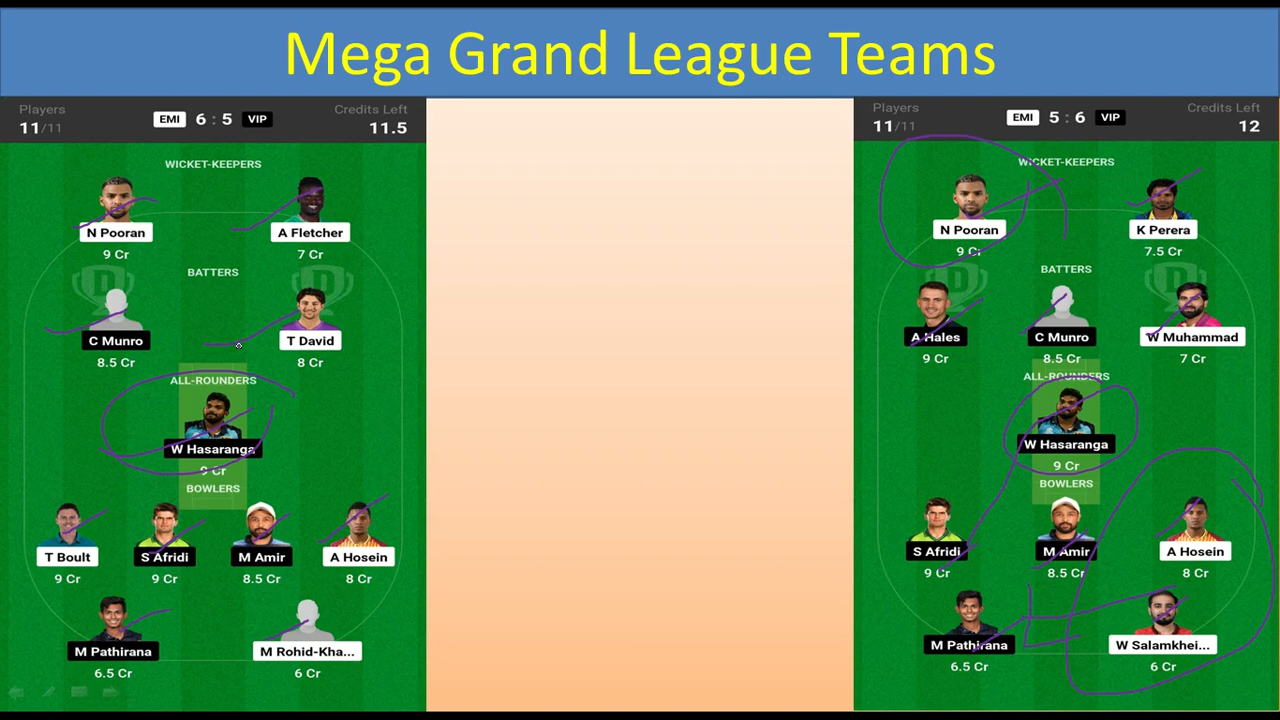 Mega Grand League Teams
Players
11/11
EMI 6 : 5 VIP
Credits Left
11.5
WICKET-KEEPERS
N Pooran A Fletcher
9 Cr 7 Cr
BATTERS
C Munro T David
8.5 Cr 8 Cr
ALL-ROUNDERS
W Hasaranga
9 Cr
BOWLERS
T Boult S Afridi M Amir A Hosein
9 Cr 9 Cr 8.5 Cr 8 Cr
M Pathirana M Rohid-Kha...
6.5 Cr 6 Cr
Players
11/11
EMI 5 : 6 VIP
Credits Left
12
WICKET-KEEPERS
N Pooran K Perera
9 Cr 7.5 Cr
BATTERS
A Hales C Munro W Muhammad
9 Cr 8.5 Cr 7 Cr
ALL-ROUNDERS
W Hasaranga
9 Cr
BOWLERS
S Afridi M Amir A Hosein
9 Cr 8.5 Cr 8 Cr
M Pathirana W Salamkhei...
6.5 Cr 6 Cr